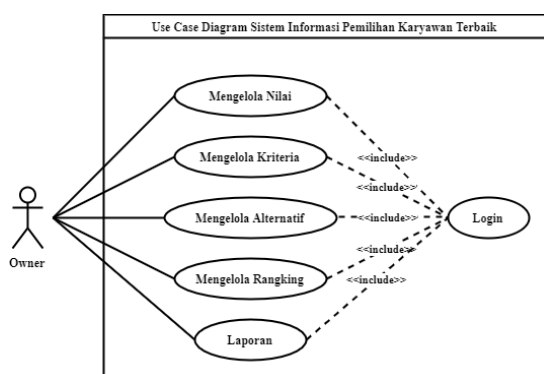 Use Case Diagram Sistem Informasi Pemilihan Karyawan Terbaik
Mengelola Nilai
Mengelola Kriteria
Mengelola Alternatif
Mengelola Rangking
Laporan
Owner
<<include>>
<<include>>
<<include>>
<<include>>
<<include>>
Login